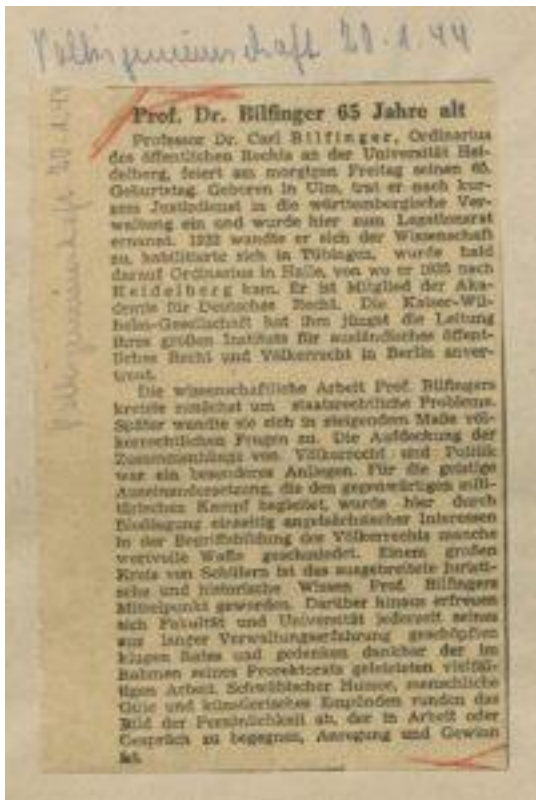 Volksgemeinschaft 20.1.44
Volksgemeinschaft 20.1.44
Prof. Dr. Bilfinger 65 Jahre alt
Professor Dr. Carl Bilfinger, Ordinarius
des öffentlichen Rechts an der Universität Hei-
delberg, feiert am morgigen Freitag seinen 65.
Geburtstag. Geboren in Ulm, trat er nach kur-
zem Justizdienst in die württembergische Ver-
waltung ein und wurde hier zum Legationsrat
ernannt. 1922 wandte er sich der Wissenschaft
zu, habilitierte sich in Tübingen, wurde bald
darauf Ordinarius in Halle, von wo er 1935 nach
Heidelberg kam. Er ist Mitglied der Aka-
demie für Deutsches Recht. Die Kaiser-Wil-
helm-Gesellschaft hat ihm jüngst die Leitung
ihres großen Instituts für ausländisches öffent-
liches Recht und Völkerrecht in Berlin anver-
traut.
Die wissenschaftliche Arbeit Prof. Bilfingers
kreiste zunächst um staatsrechtliche Probleme.
Später wandte sie sich in steigendem Maße völ-
kerrechtlichen Fragen zu. Die Aufdeckung der
Zusammenhänge von Völkerrecht und Politik
war ein besonderes Anliegen. Für die geistige
Auseinandersetzung, die den gegenwärtigen mili-
tärischen Kampf begleitet, wurde hier durch
Bloßlegung einseitig angelsächsischer Interessen
in der Begriffsbildung des Völkerrechts manche
wertvolle Waffe geschmiedet. Einem großen
Kreis von Schülern ist das ausgebreitete juristi-
sche und historische Wissen Prof. Bilfingers
Mittelpunkt geworden. Darüber hinaus erfreuen
sich Fakultät und Universität jederzeit seines
aus langer Verwaltungserfahrung geschöpften
klugen Rates und gedenken dankbar der im
Rahmen seines Prorektorats geleisteten vielfäl-
tigen Arbeit. Schwäbischer Humor, menschliche
Güte und künstlerisches Empfinden runden das
Bild der Persönlichkeit ab, der in Arbeit oder
Gespräch zu begegnen, Anregung und Gewinn
ist.